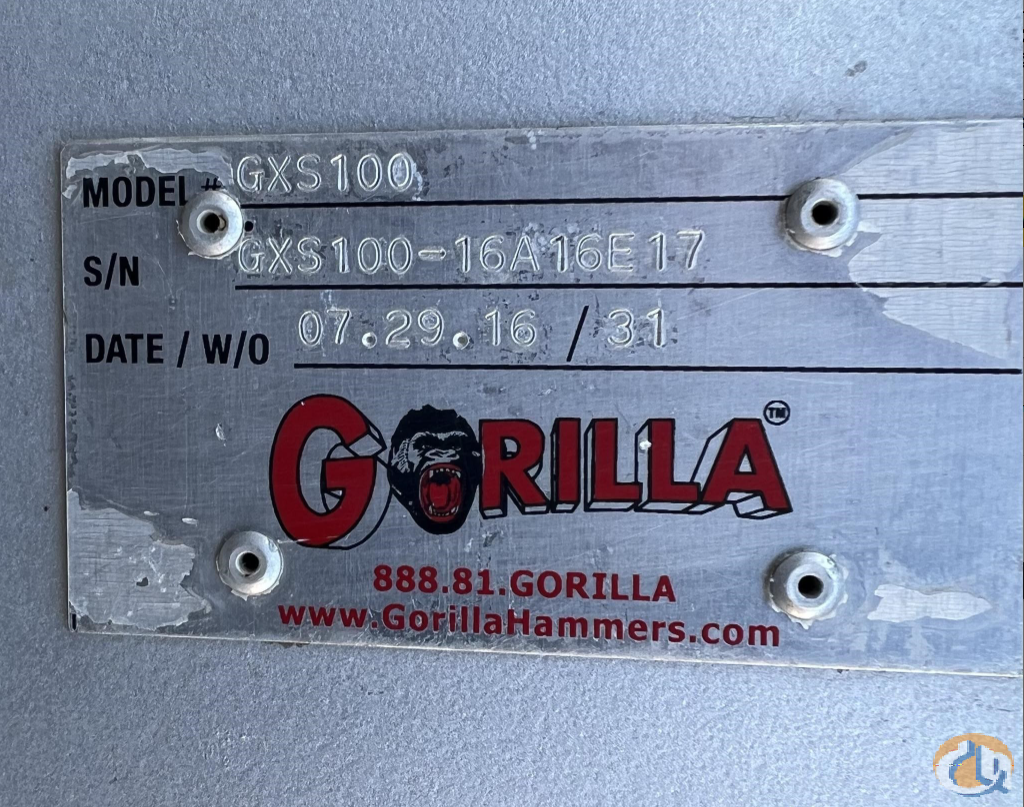 MODEL # GXS100
S/N GXS100-16A16E17
DATE / W/O 07.29.16 / 31
GORILLA™
888.81.GORILLA
www.GorillaHammers.com